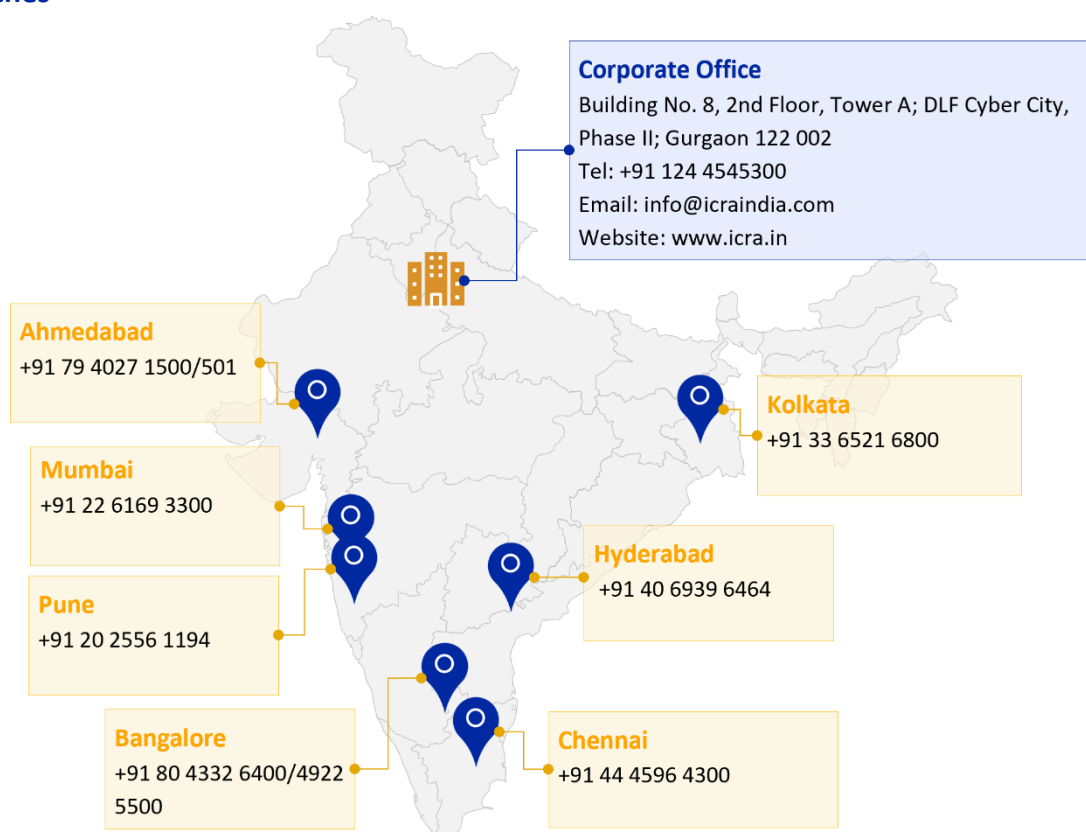 Corporate Office
Building No. 8, 2nd Floor, Tower A; DLF Cyber City,
Phase II; Gurgaon 122 002
Tel: +91 124 4545300
Email: info@icraindia.com
Website: www.icra.in
Ahmedabad
+91 79 4027 1500/501
Kolkata
+91 33 6521 6800
Mumbai
+91 22 6169 3300
Hyderabad
+91 40 6939 6464
Pune
+91 20 2556 1194
Bangalore
+91 80 4332 6400/4922
5500
Chennai
+91 44 4596 4300